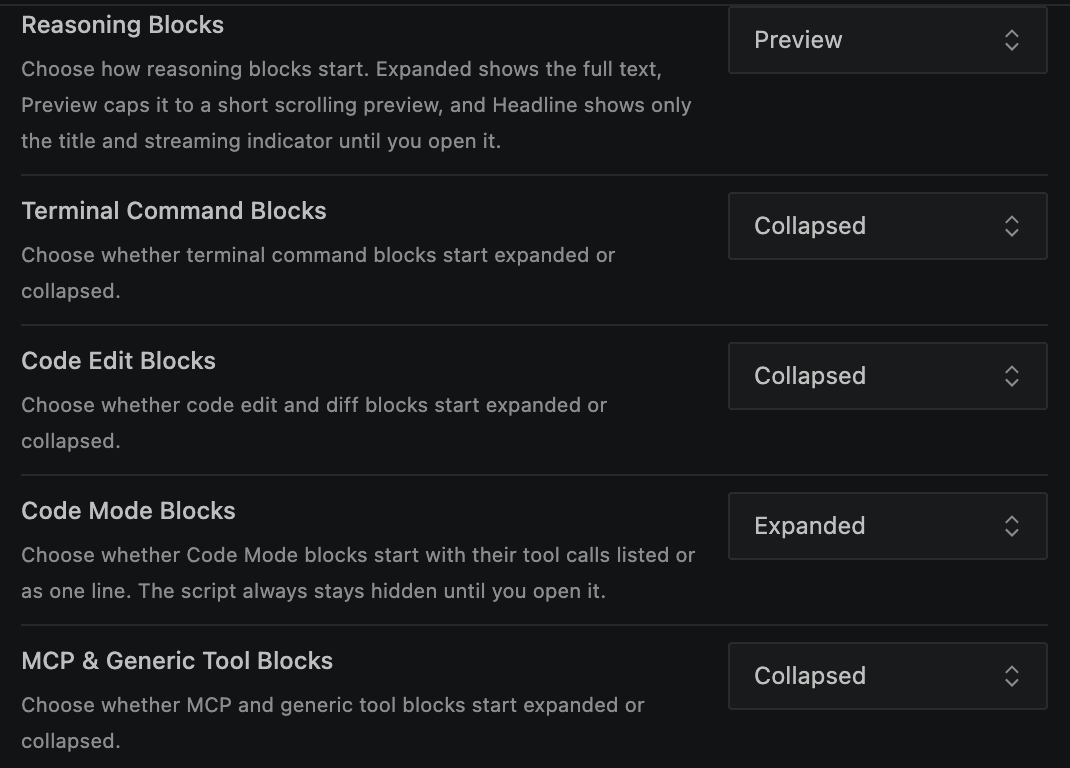 Reasoning Blocks
Preview
Choose how reasoning blocks start. Expanded shows the full text,
Preview caps it to a short scrolling preview, and Headline shows only
the title and streaming indicator until you open it.
Terminal Command Blocks
Collapsed
Choose whether terminal command blocks start expanded or
collapsed.
Code Edit Blocks
Collapsed
Choose whether code edit and diff blocks start expanded or
collapsed.
Code Mode Blocks
Expanded
Choose whether Code Mode blocks start with their tool calls listed or
as one line. The script always stays hidden until you open it.
MCP & Generic Tool Blocks
Collapsed
Choose whether MCP and generic tool blocks start expanded or
collapsed.